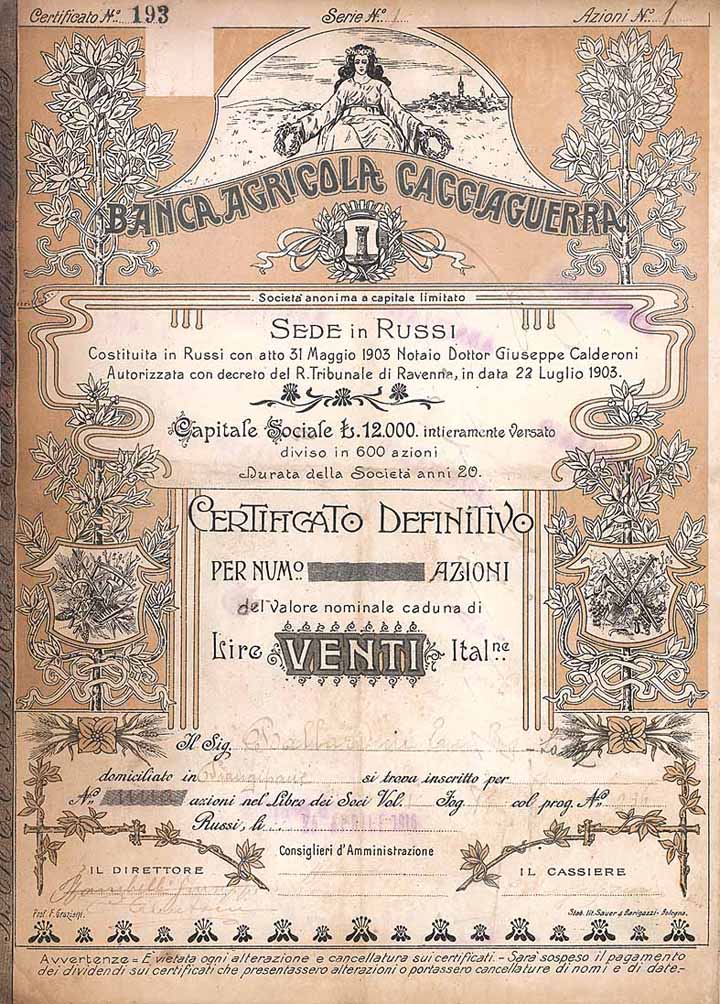 Certificato N.º 193 Serie N.º 1 Azioni N. 1
BANCA AGRICOLA CACCIAGUERRA
Società anonima a capitale limitato
SEDE in RUSSI
Costituita in Russi con atto 31 Maggio 1903 Notaio Dottor Giuseppe Calderoni
Autorizzata con decreto del R. Tribunale di Ravenna, in data 22 Luglio 1903.
Capitale Sociale Ł. 12.000. intieramente versato
diviso in 600 azioni
Durata della Società anni 20.
CERTIFICATO DEFINITIVO
PER NUM.º AZIONI
del valore nominale caduna di
Lire VENTI Ital.ne
Il Sig.
domiciliato in si trova inscritto per
N.º azioni nel Libro dei Soci Vol. Fog. col prog. N.º
Russi, li
Consiglieri d'Amministrazione
IL DIRETTORE IL CASSIERE
Prof. F. Graziani. Stab. lit. Sauer & Barigazzi - Bologna.
Avvertenze = È vietata ogni alterazione e cancellatura sui certificati. - Sarà sospeso il pagamento
dei dividendi sui certificati che presentassero alterazioni o portassero cancellature di nomi e di date. -